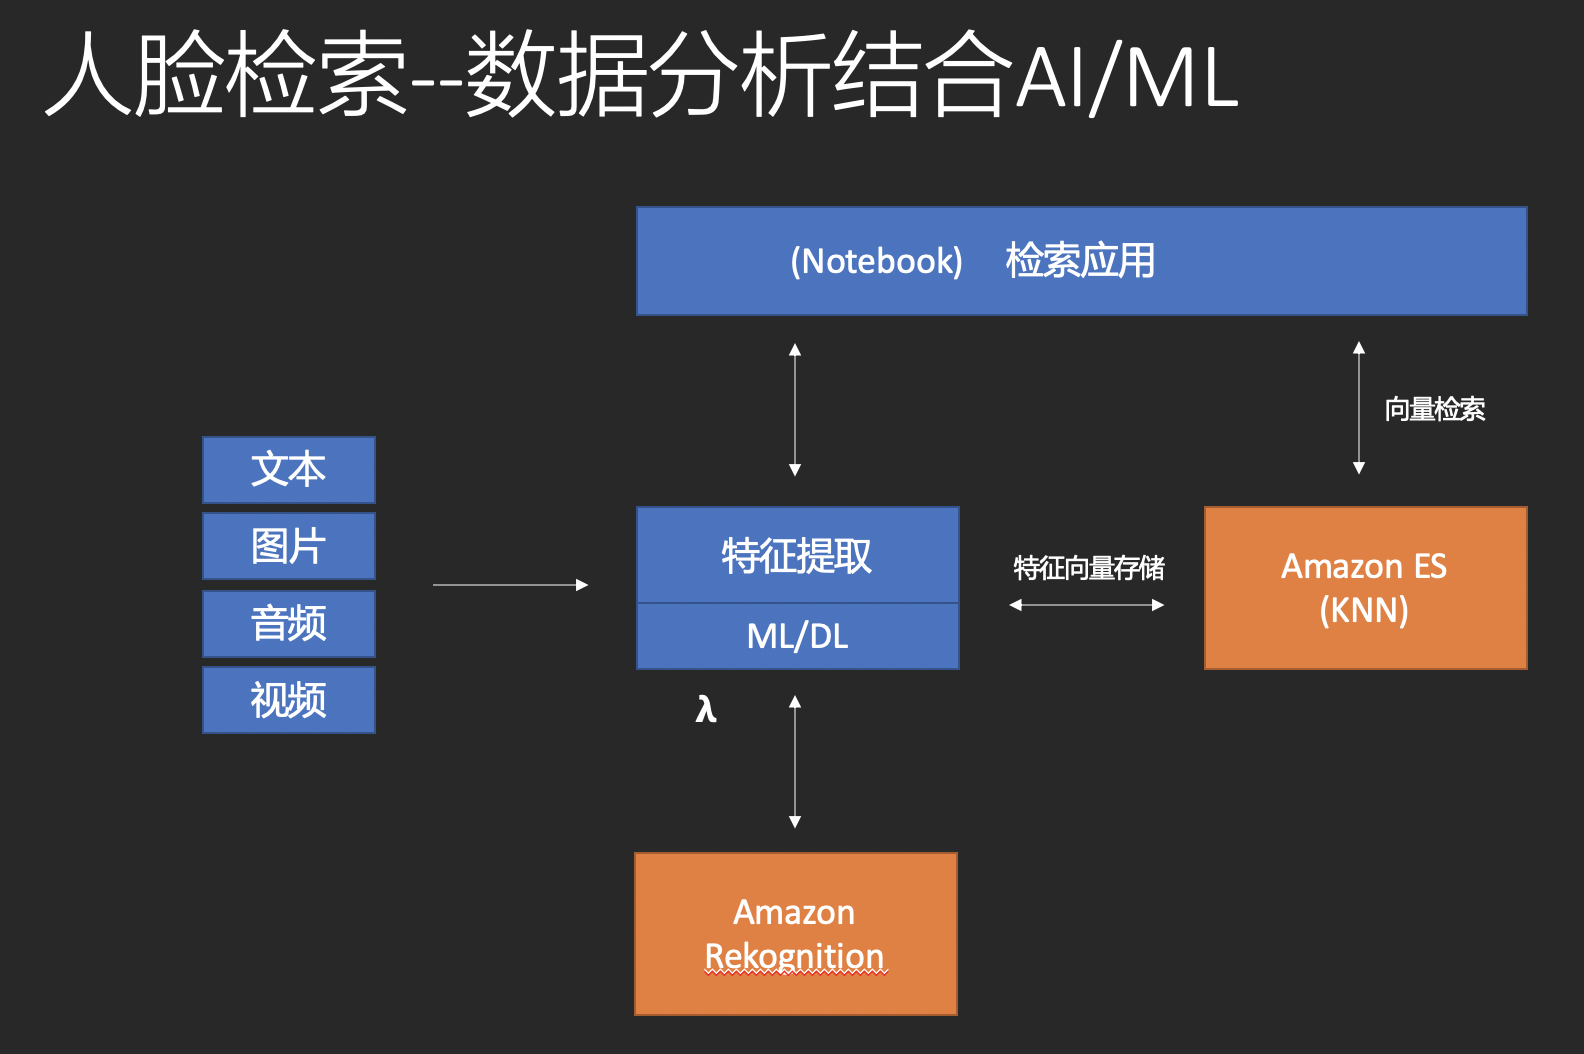 人脸检索--数据分析结合AI/ML
(Notebook) 检索应用
向量检索
文本
图片
音频
视频
特征提取
ML/DL
特征向量存储
Amazon ES
(KNN)
λ
Amazon
Rekognition